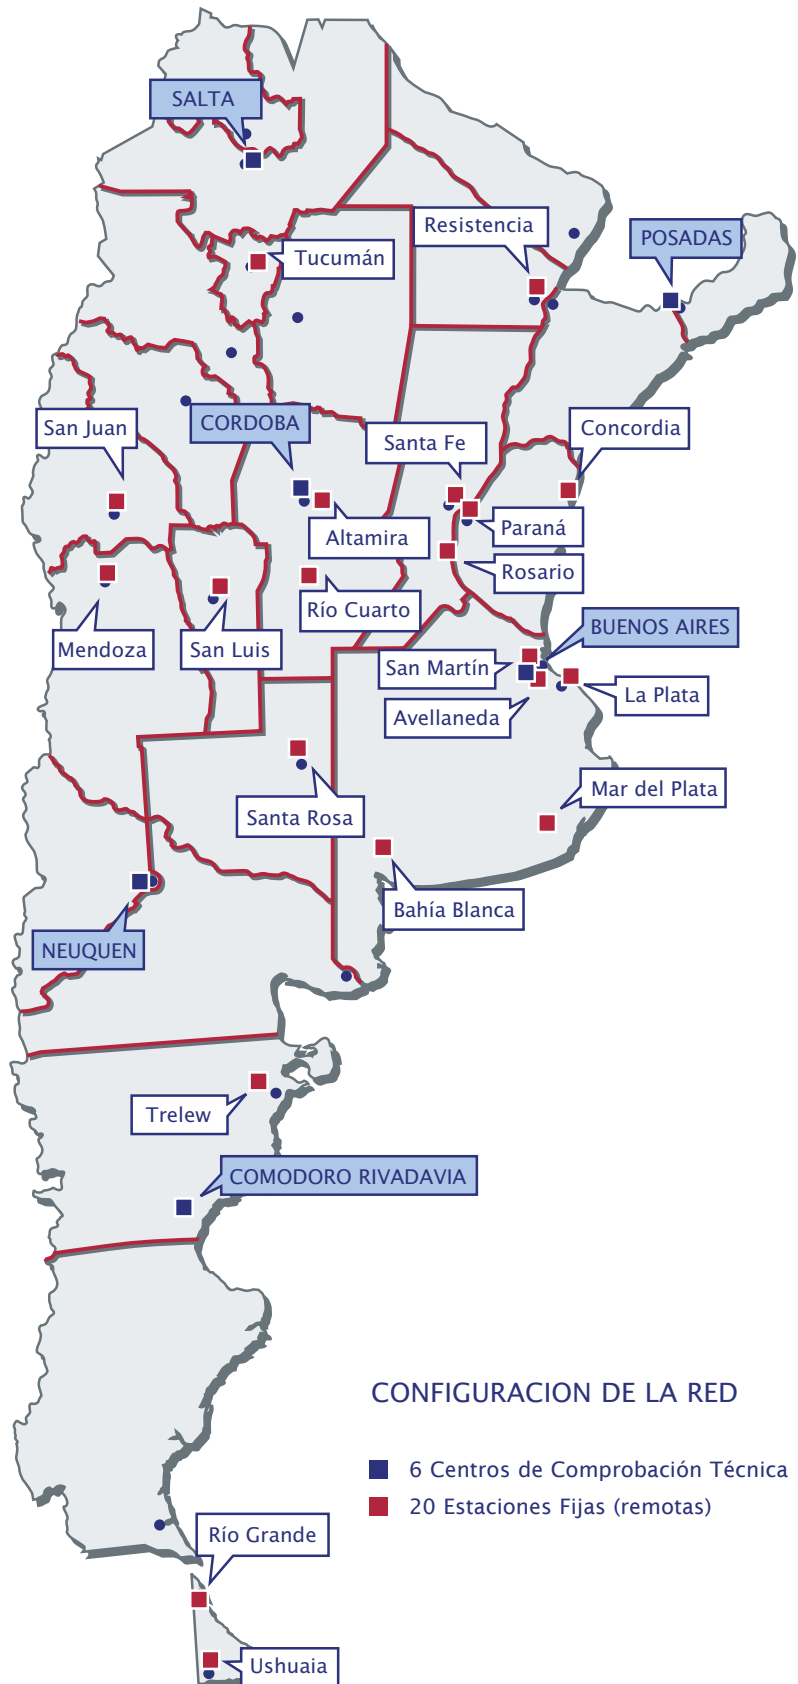 SALTA
Resistencia
POSADAS
Tucumán
San Juan
CORDOBA
Santa Fe
Concordia
Altamira
Paraná
Rosario
Río Cuarto
Mendoza
San Luis
BUENOS AIRES
San Martín
La Plata
Avellaneda
Mar del Plata
Santa Rosa
Bahía Blanca
NEUQUEN
Trelew
COMODORO RIVADAVIA
CONFIGURACION DE LA RED
6 Centros de Comprobación Técnica
20 Estaciones Fijas (remotas)
Río Grande
Ushuaia